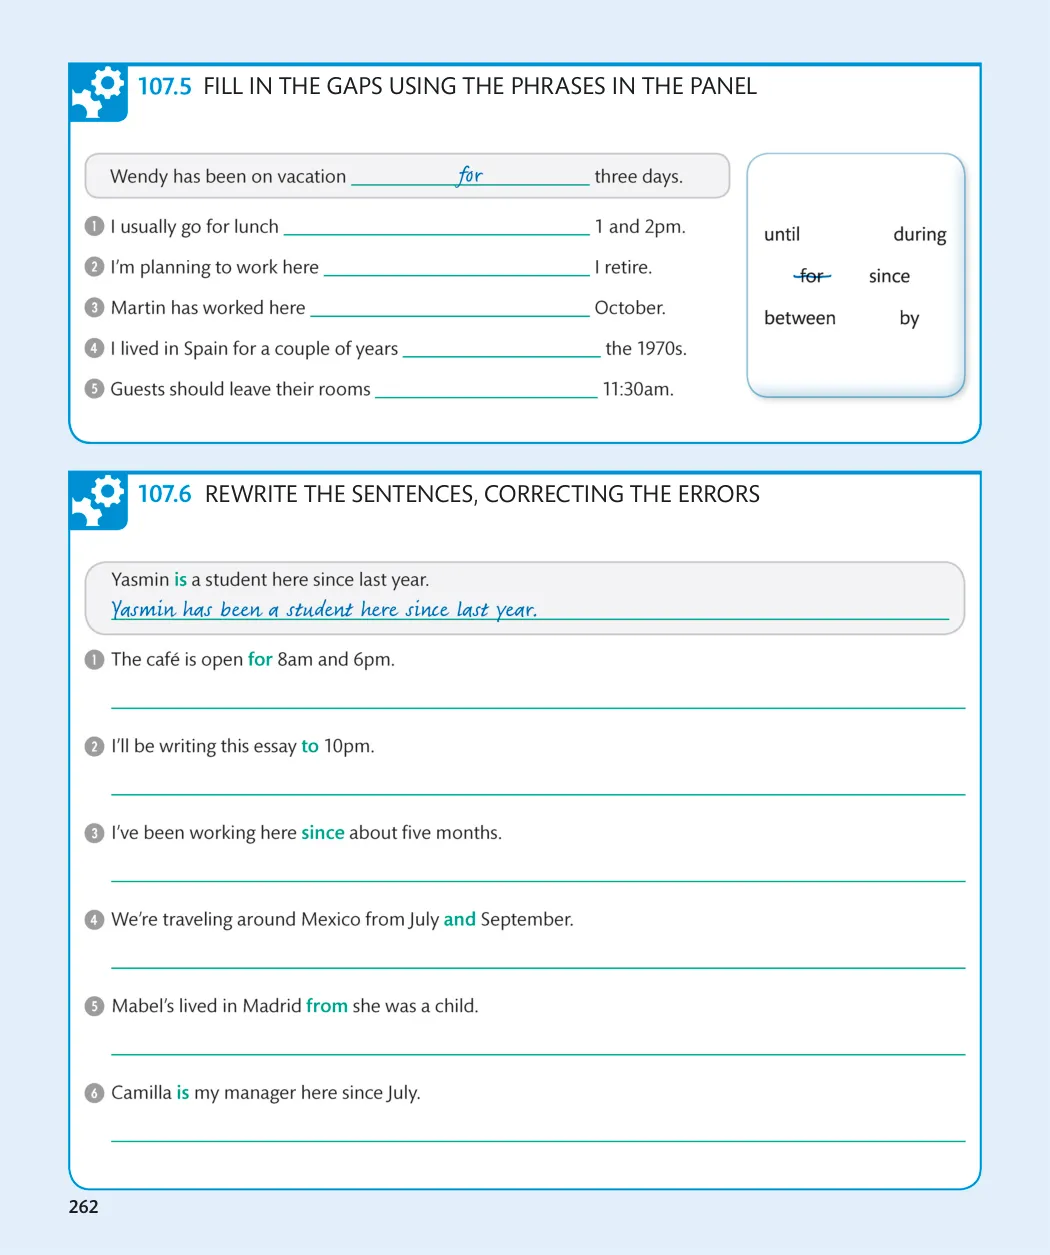 107.5 FILL IN THE GAPS USING THE PHRASES IN THE PANEL
Wendy has been on vacation for three days.
1 I usually go for lunch 1 and 2pm.
2 I'm planning to work here I retire.
3 Martin has worked here October.
4 I lived in Spain for a couple of years the 1970s.
5 Guests should leave their rooms 11:30am.
until during
for since
between by
107.6 REWRITE THE SENTENCES, CORRECTING THE ERRORS
Yasmin is a student here since last year.
Yasmin has been a student here since last year.
1 The café is open for 8am and 6pm.
2 I'll be writing this essay to 10pm.
3 I've been working here since about five months.
4 We're traveling around Mexico from July and September.
5 Mabel's lived in Madrid from she was a child.
6 Camilla is my manager here since July.
262